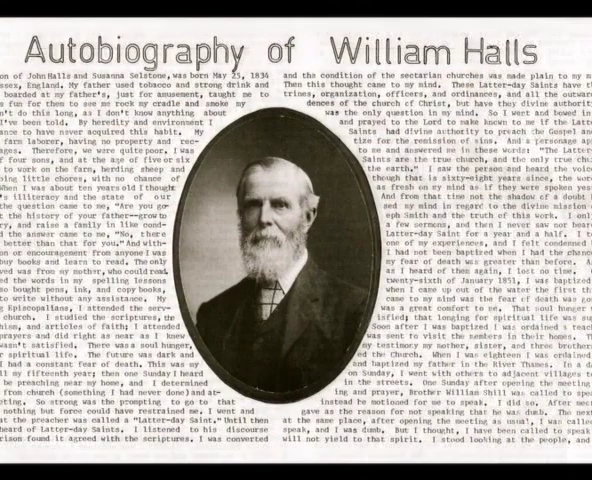 Autobiography of William Halls
on of John Halls and Susanna Selstone, was born May 25, 1834
ssex, England. My father used tobacco and strong drink and
boarded at my father's, just for amusement, taught me to
s fun for them to see me rock my cradle and smoke my
n't do this long, as I don't know anything about
I've been told. By heredity and environment I
ance to have never acquired this habit. My
farm laborer, having no property and
ages. Therefore, we were quite poor, I was
f four sons, and at the age of five or six
to work on the farm, herding sheep and
ing little chores, with no chance of
When I was about ten years old I thought
's illiteracy and the state of our
the question came to me, "Are you go-
t the history of your father--grow to
ry, and raise a family in like cond-
d the answer came to me, "No, there
better than that for you." And with-
on or encouragement from anyone I was
buy books and learn to read. The only
ved was from my mother, who could read,
ed the words in my spelling lessons
so bought pens, ink, and copy books,
to write without assistance. My
g Episcopalians, I attended the serv-
church. I studied the scriptures, the
hism, and articles of faith; I attended
prayers and did right as near as I knew
wasn't satisfied. There was a soul hunger,
r spiritual life. The future was dark and
I had a constant fear of death. This was my
ll my fifteenth year; then one Sunday I heard
be preaching near my home, and I determined
from church (something I had never done) and at-
eting. So strong was the prompting to go to that
nothing but force could have restrained me. I went and
at the preacher was called a "Latter-day Saint." Until then
heard of Latter-day Saints. I listened to his discourse
rison found it agreed with the scriptures. I was converted
and the condition of the sectarian churches was made plain to my m
Then this thought came to my mind. These Latter-day Saints have t
trines, organization, officers, and ordinances, and all the outwar
dences of the church of Christ, but have they divine authorit
was the only question in my mind. So I went and bowed in
and prayed to the Lord to make known to me if the Latte
Saints had divine authority to preach the Gospel an
tize for the remission of sins. And a personage ap
to me and answered me in these words: "The Latter-
Saints are the true church, and the only true chu
the earth." I saw the person and heard the voic
though that is sixty-eight years since, the wor
as fresh on my mind as if they were spoken yes
And from that time not the shadow of a doubt
sed my mind in regard to the divine mission
eph Smith and the truth of this work. I onl
a few sermons, and then I never saw nor hear
Latter-day Saint for a year and a half. I to
one of my experiences, and I felt condemned
I had not been baptized when I had the chanc
my fear of death was greater than before. A
as I heard of them again, I lost no time. A
twenty-sixth of January 1851, I was baptized
when I came up out of the water the first th
came to my mind was the fear of death was go
was a great comfort to me. That soul hunger
isfied; that longing for spiritual life was su
Soon after I was baptized I was ordained a teac
was sent to visit the members in their homes. T
my testimony my mother, sister, and three brother
ed the Church. When I was eighteen I was ordained
and baptized my father in the River Thames. In a
on Sunday, I went with others to adjacent villages t
in the streets. One Sunday after opening the meeting
ing and prayer, Brother William Shill was called to spe
instead he motioned for me to speak. I did so. After meet
gave as the reason for not speaking that he was dumb. The next
at the same place, after opening the meeting as usual, I was calle
speak, and I was dumb. But I thought, I have been called to speak
will not yield to that spirit. I stood looking at the people, and